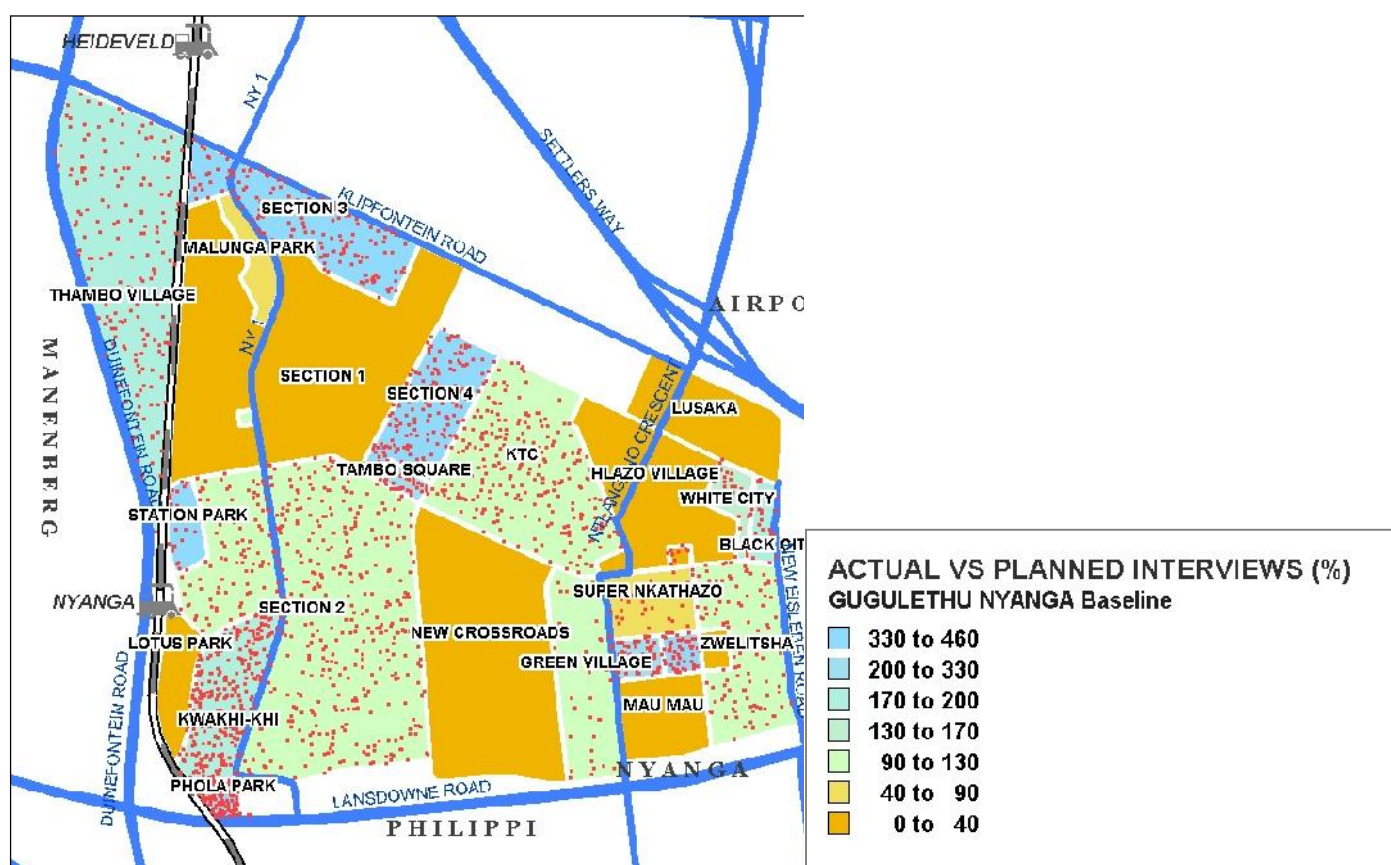 HEIDEVELD
NY 1
SETTLERS WAY
KLIPFONTEIN ROAD
SECTION 3
MALUNGA PARK
THAMBO VILLAGE
AIRPO
MANENBERG
DUINEFONTEIN ROAD
NY 1
SECTION 1
SECTION 4
LUSAKA
KTC
TAMBO SQUARE
HLAZO VILLAGE
WHITE CITY
STATION PARK
BLACK CIT
NYANGA
SUPER NKATHAZO
SECTION 2
LOTUS PARK
NEW CROSSROADS
ZWELITSHA
GREEN VILLAGE
DUINEFONTEIN ROAD
KWAKHI-KHI
MAU MAU
NYANGA
PHOLA PARK
LANSDOWNE ROAD
PHILIPPI
ACTUAL VS PLANNED INTERVIEWS (%)
GUGULETHU NYANGA Baseline
330 to 460
200 to 330
170 to 200
130 to 170
90 to 130
40 to 90
0 to 40